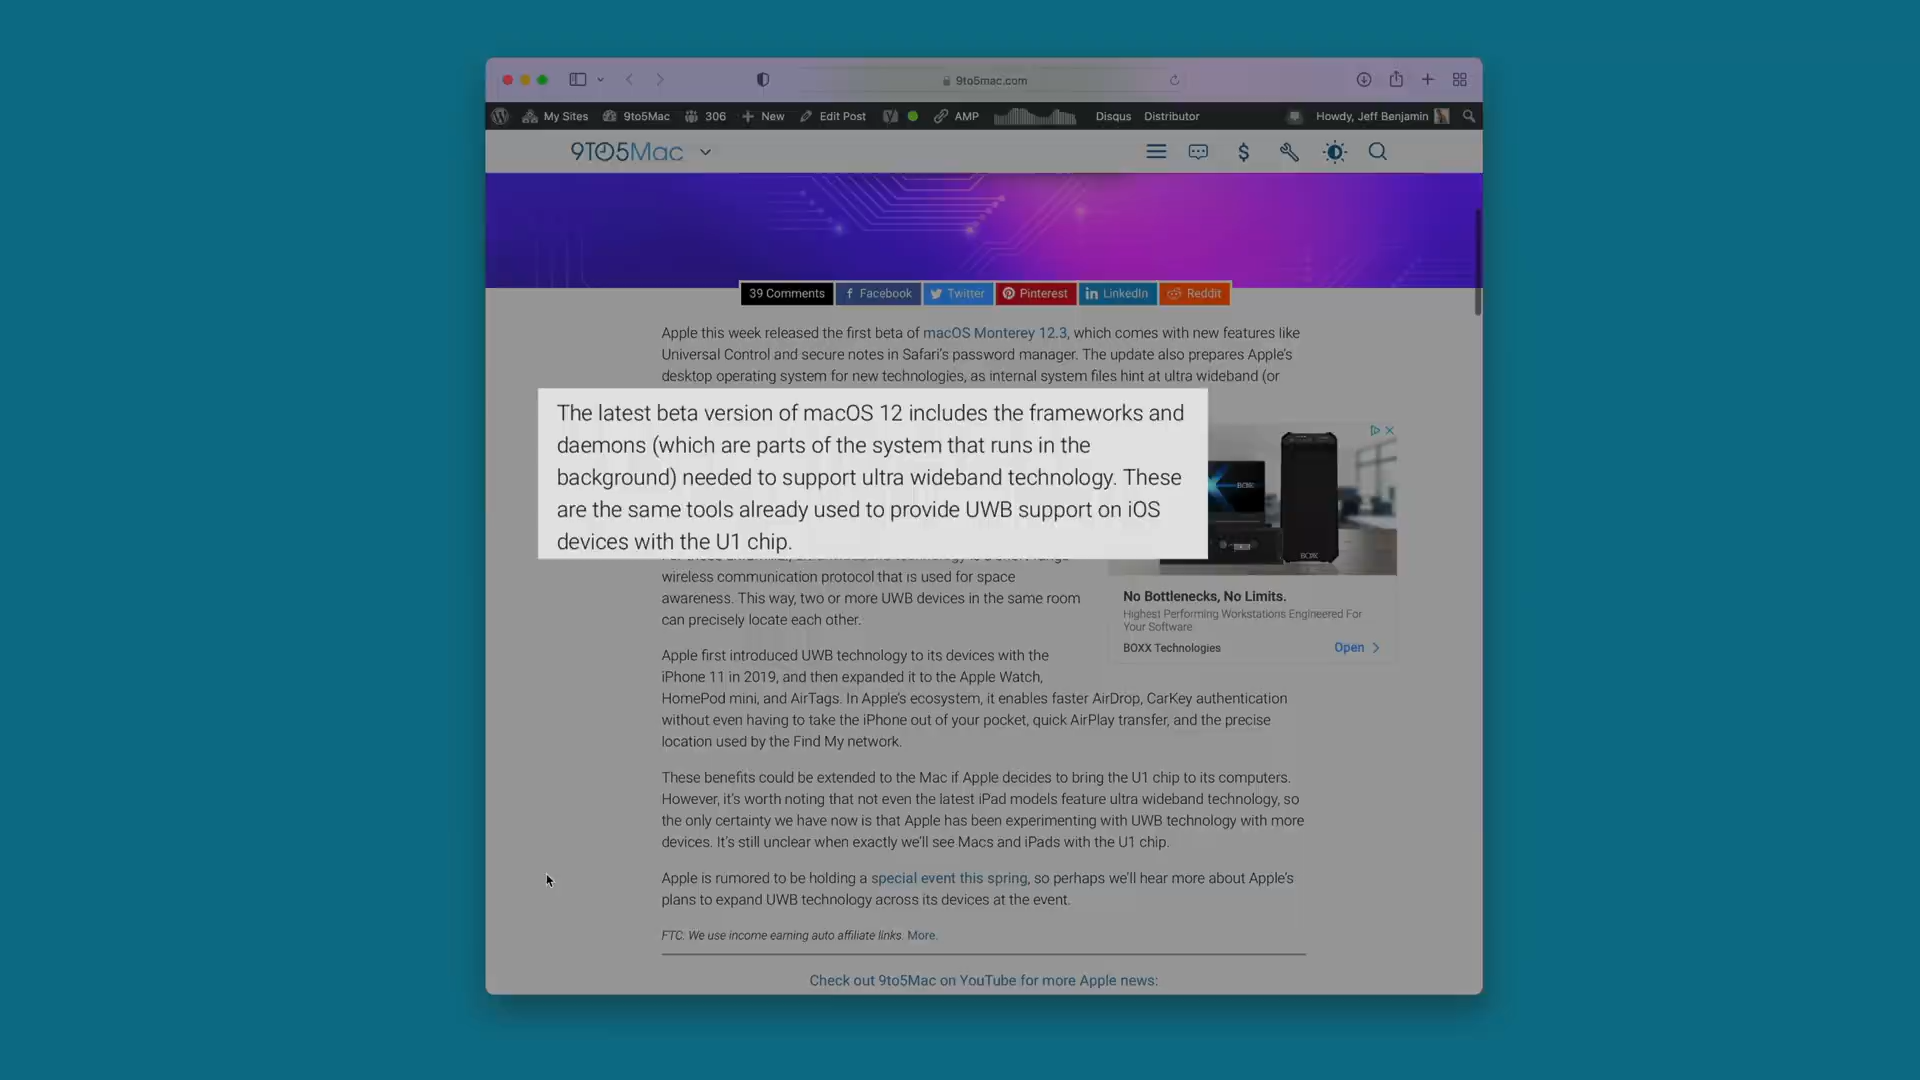 9to5mac.com
My Sites 9to5Mac 306 New Edit Post AMP Disqus Distributor Howdy, Jeff Benjamin
9TO5Mac
39 Comments Facebook Twitter Pinterest LinkedIn Reddit
Apple this week released the first beta of macOS Monterey 12.3, which comes with new features like
Universal Control and secure notes in Safari's password manager. The update also prepares Apple's
desktop operating system for new technologies, as internal system files hint at ultra wideband (or
The latest beta version of macOS 12 includes the frameworks and
daemons (which are parts of the system that runs in the
background) needed to support ultra wideband technology. These
are the same tools already used to provide UWB support on iOS
devices with the U1 chip.
wireless communication protocol that is used for space
awareness. This way, two or more UWB devices in the same room
can precisely locate each other.
BOXX
BOXX
No Bottlenecks, No Limits.
Highest Performing Workstations Engineered For
Your Software
BOXX Technologies Open
Apple first introduced UWB technology to its devices with the
iPhone 11 in 2019, and then expanded it to the Apple Watch,
HomePod mini, and AirTags. In Apple's ecosystem, it enables faster AirDrop, CarKey authentication
without even having to take the iPhone out of your pocket, quick AirPlay transfer, and the precise
location used by the Find My network.
These benefits could be extended to the Mac if Apple decides to bring the U1 chip to its computers.
However, it's worth noting that not even the latest iPad models feature ultra wideband technology, so
the only certainty we have now is that Apple has been experimenting with UWB technology with more
devices. It's still unclear when exactly we'll see Macs and iPads with the U1 chip.
Apple is rumored to be holding a special event this spring, so perhaps we'll hear more about Apple's
plans to expand UWB technology across its devices at the event.
FTC: We use income earning auto affiliate links. More.
Check out 9to5Mac on YouTube for more Apple news: